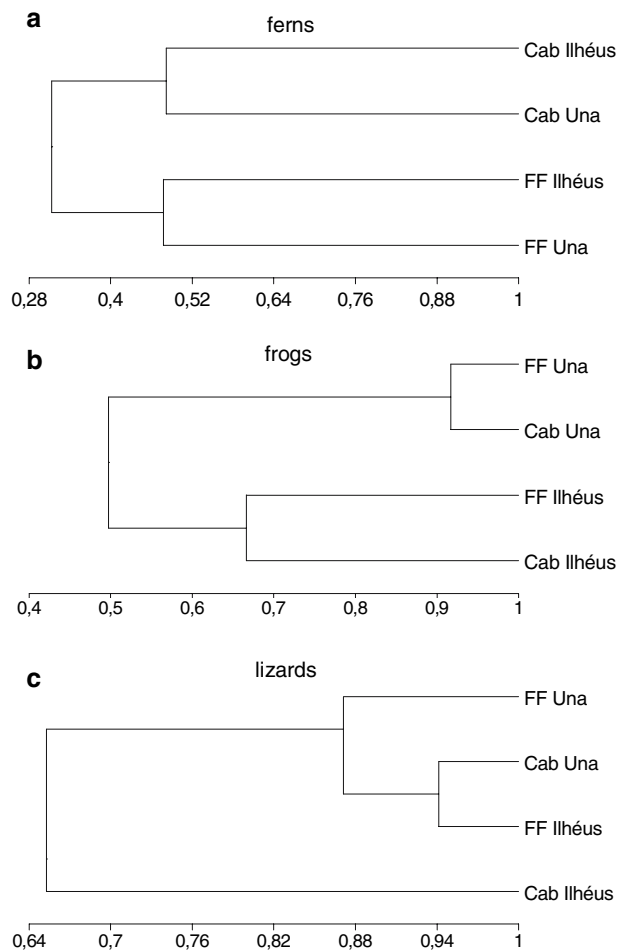 a
ferns
Cab Ilhéus
Cab Una
FF Ilhéus
FF Una
0,28 0,4 0,52 0,64 0,76 0,88 1
b
frogs
FF Una
Cab Una
FF Ilhéus
Cab Ilhéus
0,4 0,5 0,6 0,7 0,8 0,9 1
c
lizards
FF Una
Cab Una
FF Ilhéus
Cab Ilhéus
0,64 0,7 0,76 0,82 0,88 0,94 1